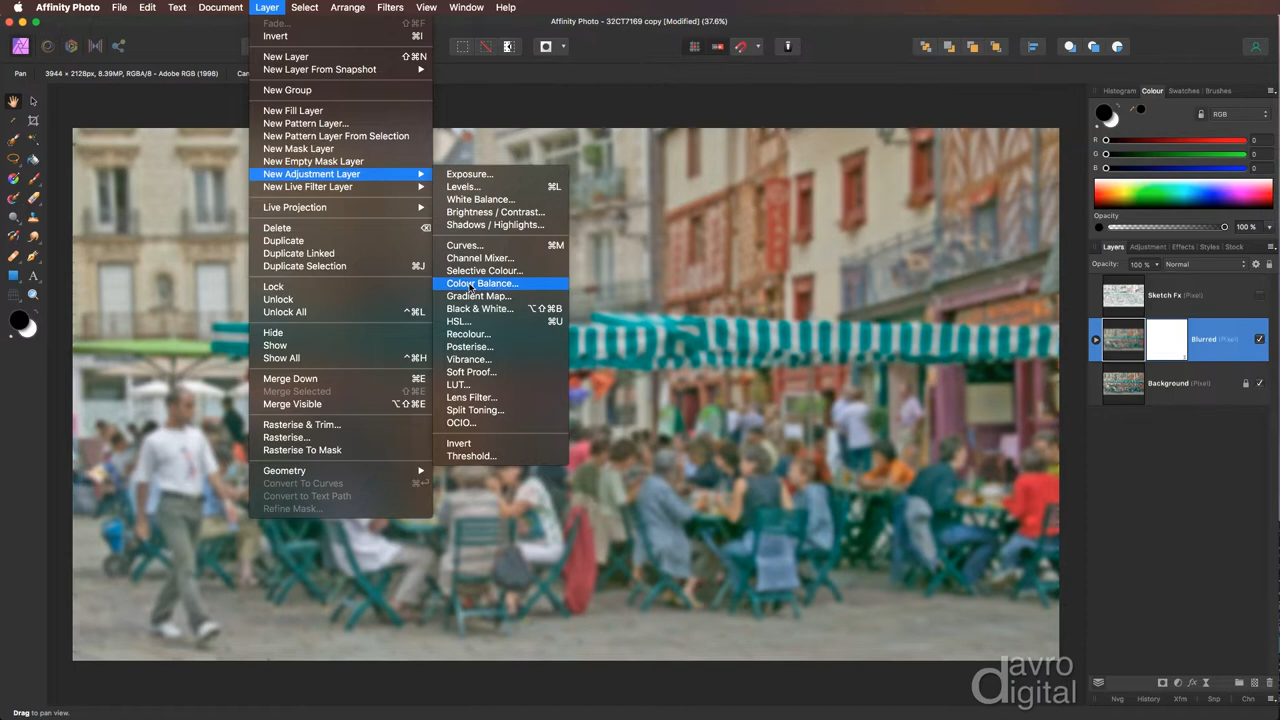 Affinity Photo File Edit Text Document Layer Select Arrange Filters View Window Help
Affinity Photo - 32CT7169 copy [Modified] (37.6%)
Pan 3944 x 2128px, 8.39MP, RGBA/8 - Adobe RGB (1998)
Fade... ⇧⌘F
Invert ⌘I
New Layer ⇧⌘N
New Layer From Snapshot
New Group
New Fill Layer
New Pattern Layer...
New Pattern Layer From Selection
New Mask Layer
New Empty Mask Layer
New Adjustment Layer
New Live Filter Layer
Live Projection
Delete ⌫
Duplicate
Duplicate Linked
Duplicate Selection ⌘J
Lock
Unlock
Unlock All ^⌘L
Hide
Show
Show All ^⌘H
Merge Down ⌘E
Merge Selected ⇧⌘E
Merge Visible ⌥⇧⌘E
Rasterise & Trim...
Rasterise...
Rasterise To Mask
Geometry
Convert To Curves ⌘⏎
Convert to Text Path
Refine Mask...
Exposure...
Levels... ⌘L
White Balance...
Brightness / Contrast...
Shadows / Highlights...
Curves... ⌘M
Channel Mixer...
Selective Colour...
Colour Balance...
Gradient Map...
Black & White... ⌥⇧⌘B
HSL... ⌘U
Recolour...
Posterise...
Vibrance...
Soft Proof...
LUT...
Lens Filter...
Split Toning...
OCIO...
Invert
Threshold...
Histogram Colour Swatches Brushes
RGB
R 0
G 0
B 0
Opacity
100 %
Layers Adjustment Effects Styles Stock
Opacity: 100 % Normal
Sketch Fx (Pixel)
Blurred (Pixel)
Background (Pixel)
Nvg History Xfm Snp Chn
davro
digital
Drag to pan view.